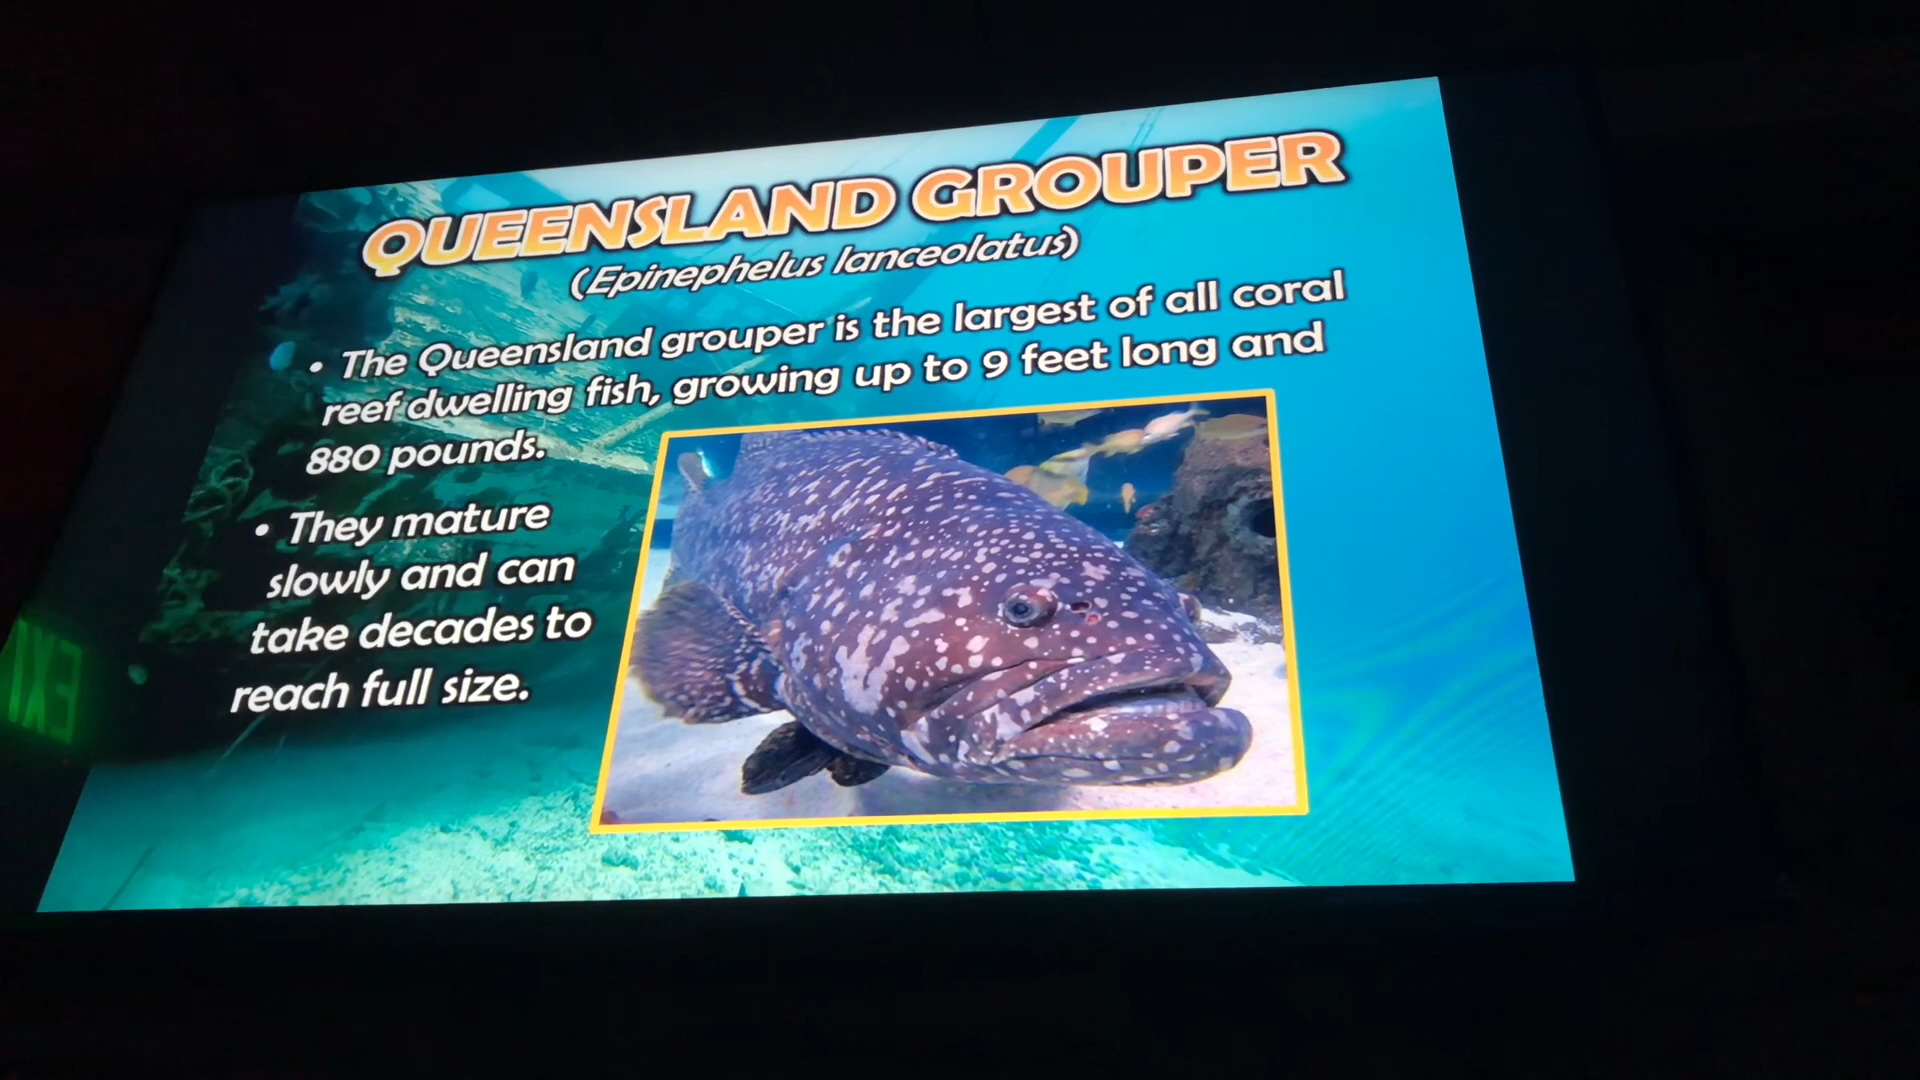 QUEENSLAND GROUPER
(Epinephelus lanceolatus)
• The Queensland grouper is the largest of all coral
reef dwelling fish, growing up to 9 feet long and
880 pounds.
• They mature
slowly and can
take decades to
reach full size.
EXI